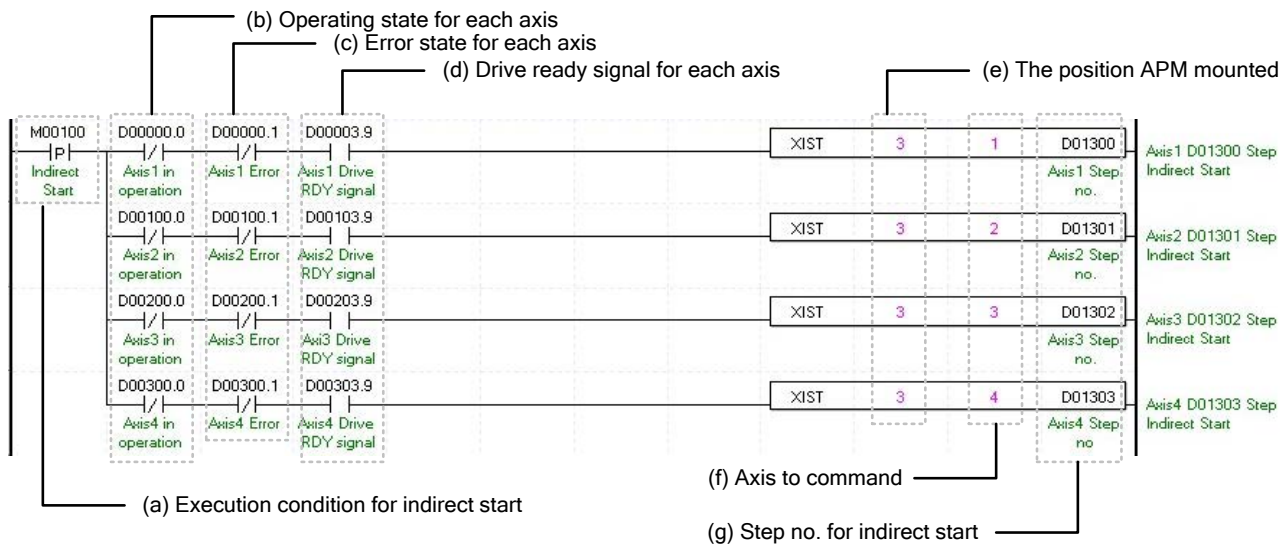 (b) Operating state for each axis
(c) Error state for each axis
(d) Drive ready signal for each axis
(e) The position APM mounted
M00100 D00000.0 D00000.1 D00003.9
P
XIST 3 1 D01300
Indirect Start
Axis1 in operation
Axis1 Error
Axis1 Drive RDY signal
Axis1 Step no.
Axis1 D01300 Step Indirect Start
D00100.0 D00100.1 D00103.9
XIST 3 2 D01301
Axis2 in operation
Axis2 Error
Axis2 Drive RDY signal
Axis2 Step no.
Axis2 D01301 Step Indirect Start
D00200.0 D00200.1 D00203.9
XIST 3 3 D01302
Axis3 in operation
Axis3 Error
Axi3 Drive RDY signal
Axis3 Step no.
Axis3 D01302 Step Indirect Start
D00300.0 D00300.1 D00303.9
XIST 3 4 D01303
Axis4 in operation
Axis4 Error
Axis4 Drive RDY signal
Axis4 Step no
Axis4 D01303 Step Indirect Start
(f) Axis to command
(a) Execution condition for indirect start
(g) Step no. for indirect start